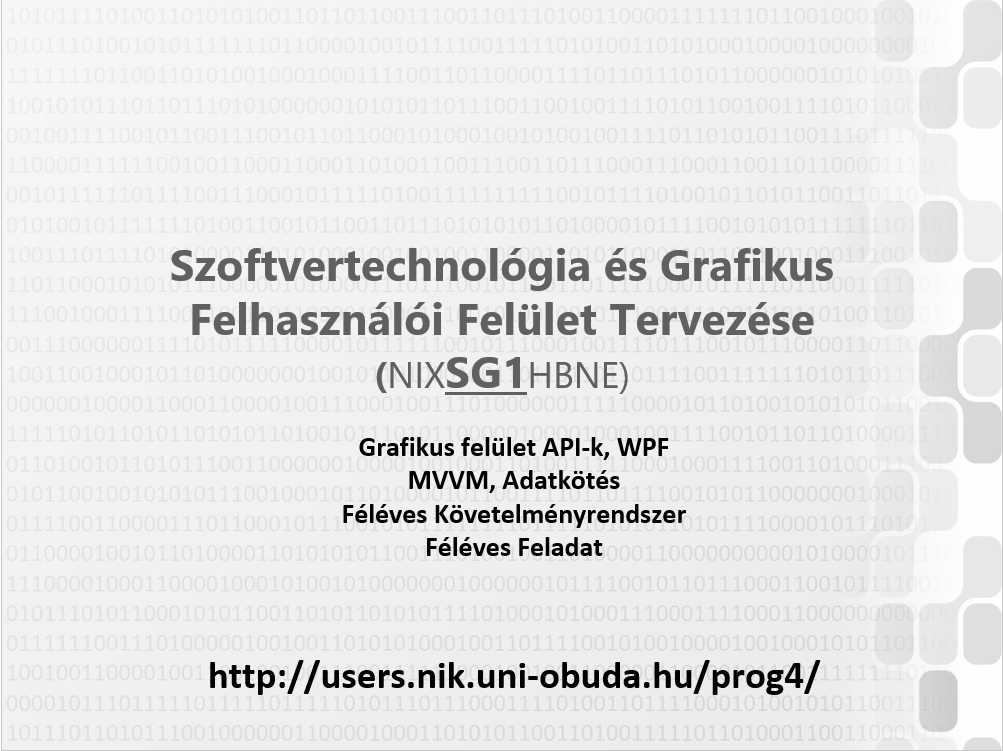 Szoftvertechnológia és Grafikus
Felhasználói Felület Tervezése
(NIXSG1HBNE)
Grafikus felület API-k, WPF
MVVM, Adatkötés
Féléves Követelményrendszer
Féléves Feladat
http://users.nik.uni-obuda.hu/prog4/